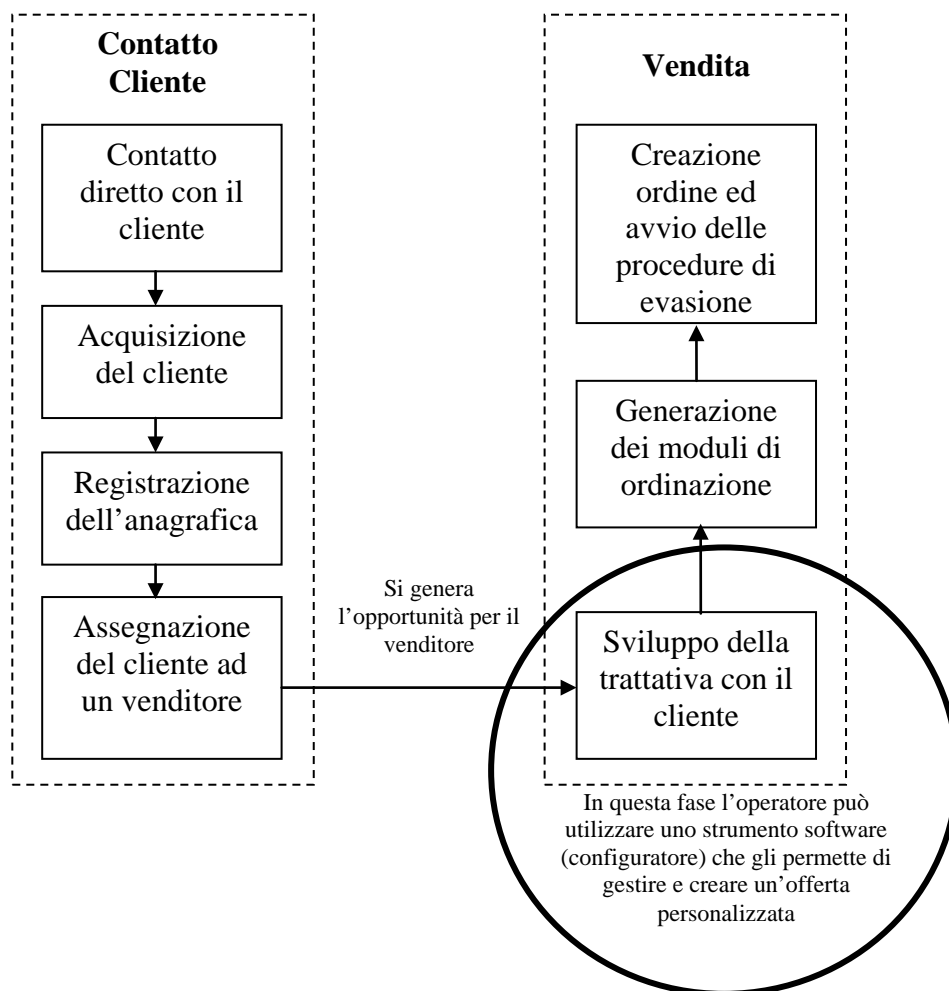 Contatto
Cliente
Contatto
diretto con il
cliente
Acquisizione
del cliente
Registrazione
dell’anagrafica
Assegnazione
del cliente ad
un venditore
Si genera
l’opportunità per il
venditore
Vendita
Creazione
ordine ed
avvio delle
procedure di
evasione
Generazione
dei moduli di
ordinazione
Sviluppo della
trattativa con il
cliente
In questa fase l’operatore può
utilizzare uno strumento software
(configuratore) che gli permette di
gestire e creare un’offerta
personalizzata